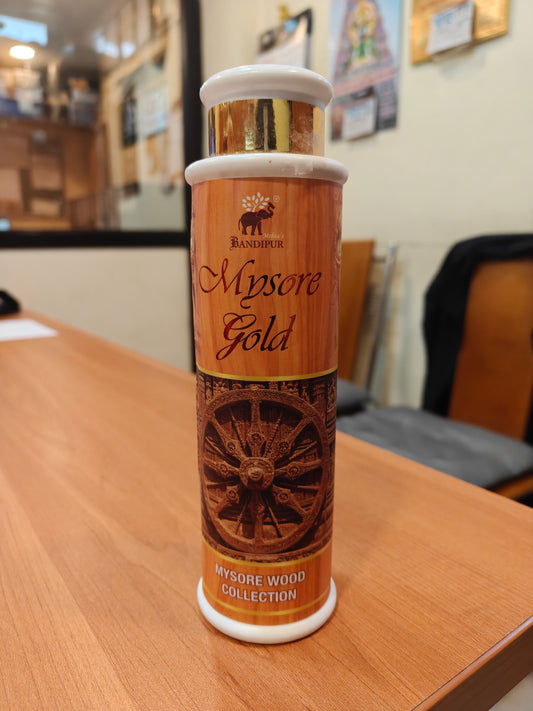 ®
Mehta's
BANDIPUR
Mysore
Gold
MYSORE WOOD
COLLECTION